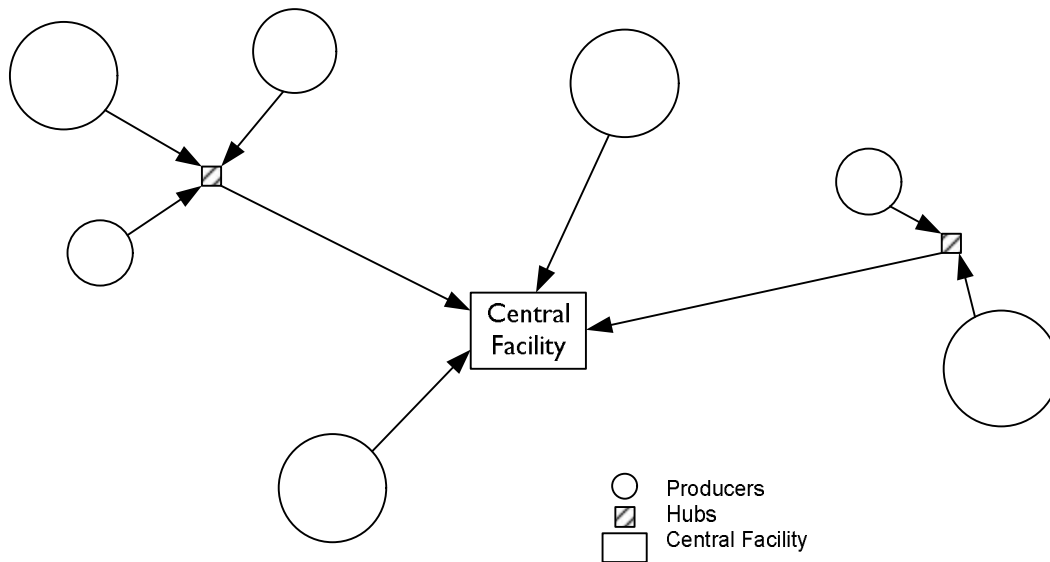 Central
Facility
Producers
Hubs
Central Facility